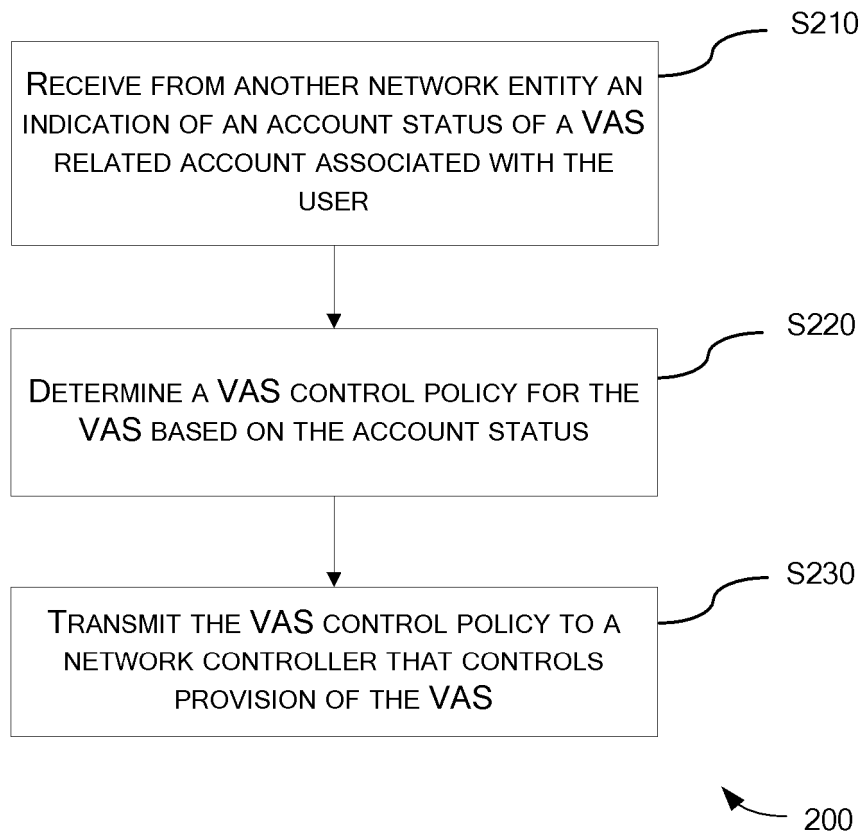 S210
RECEIVE FROM ANOTHER NETWORK ENTITY AN
INDICATION OF AN ACCOUNT STATUS OF A VAS
RELATED ACCOUNT ASSOCIATED WITH THE
USER
S220
DETERMINE A VAS CONTROL POLICY FOR THE
VAS BASED ON THE ACCOUNT STATUS
S230
TRANSMIT THE VAS CONTROL POLICY TO A
NETWORK CONTROLLER THAT CONTROLS
PROVISION OF THE VAS
200